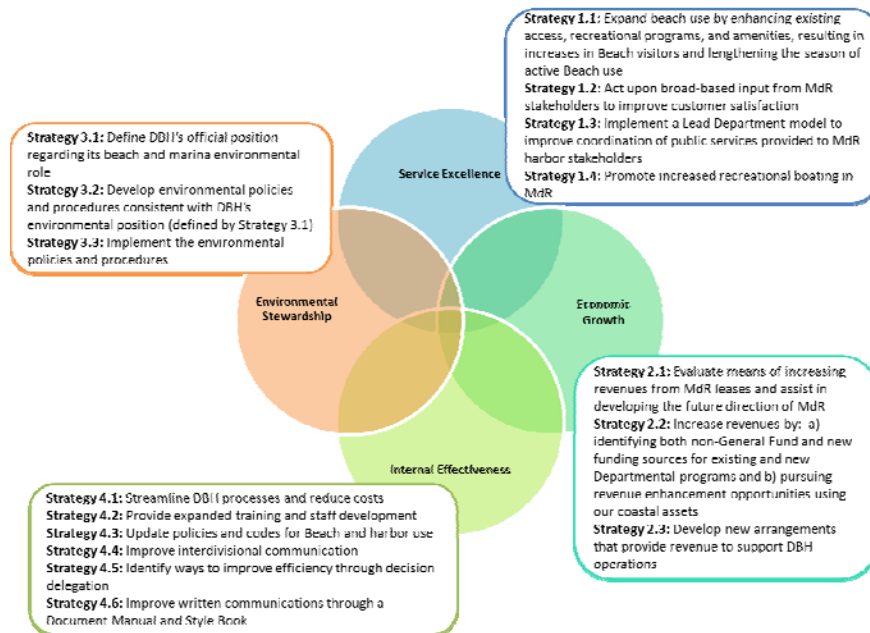 Strategy 1.1: Expand beach use by enhancing existing
access, recreational programs, and amenities, resulting in
increases in Beach visitors and lengthening the season of
active Beach use
Strategy 1.2: Act upon broad-based input from MdR
stakeholders to improve customer satisfaction
Strategy 1.3: Implement a Lead Department model to
improve coordination of public services provided to MdR
harbor stakeholders
Strategy 1.4: Promote increased recreational boating in
MdR
Strategy 3.1: Define DBH's official position
regarding its beach and marina environmental
role
Strategy 3.2: Develop environmental policies
and procedures consistent with DBH's
environmental position (defined by Strategy 3.1)
Strategy 3.3: Implement the environmental
policies and procedures
Service Excellence
Environmental
Stewardship
Economic
Growth
Internal Effectiveness
Strategy 2.1: Evaluate means of increasing
revenues from MdR leases and assist in
developing the future direction of MdR
Strategy 2.2: Increase revenues by: a)
identifying both non-General Fund and new
funding sources for existing and new
Departmental programs and b) pursuing
revenue enhancement opportunities using
our coastal assets
Strategy 2.3: Develop new arrangements
that provide revenue to support DBH
operations
Strategy 4.1: Streamline DBH processes and reduce costs
Strategy 4.2: Provide expanded training and staff development
Strategy 4.3: Update policies and codes for Beach and harbor use
Strategy 4.4: Improve interdivisional communication
Strategy 4.5: Identify ways to improve efficiency through decision
delegation
Strategy 4.6: Improve written communications through a
Document Manual and Style Book